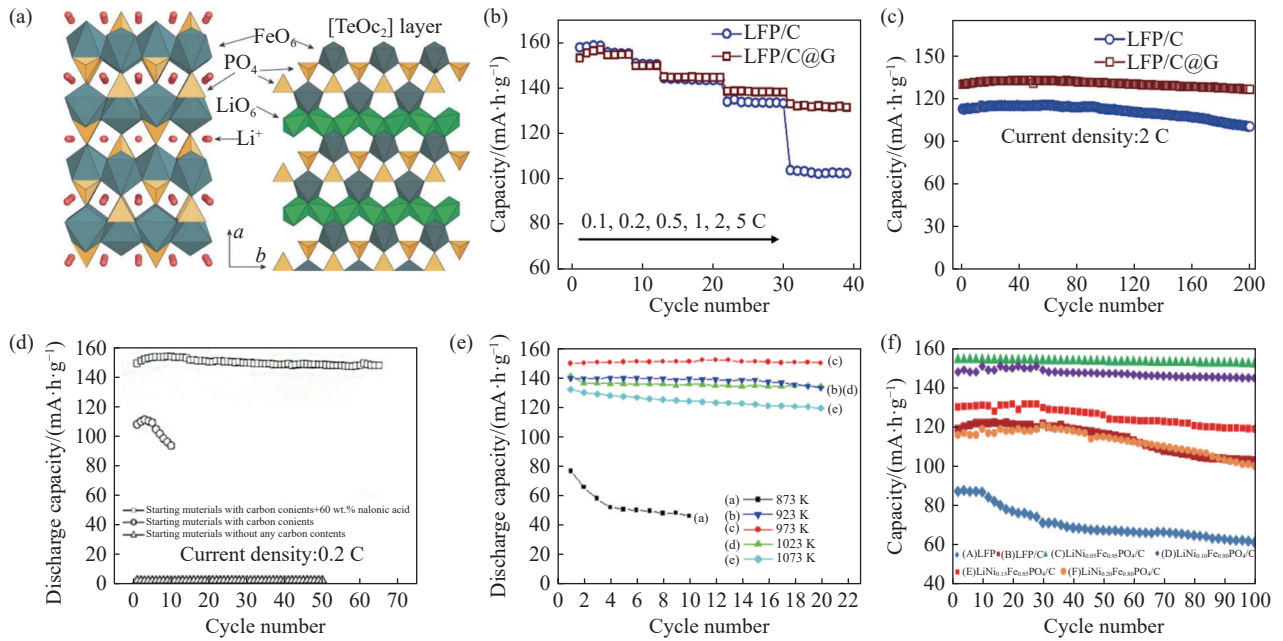 (a)
[TeOc₂] layer
FeO₆
PO₄
LiO₆
Li⁺
a
b
(b)
Capacity/(mA·h·g⁻¹)
160
140
120
100
80
60
LFP/C
LFP/C@G
0.1, 0.2, 0.5, 1, 2, 5 C
0 10 20 30 40
Cycle number
(c)
Capacity/(mA·h·g⁻¹)
150
120
90
60
30
0
LFP/C
LFP/C@G
Current density:2 C
0 40 80 120 160 200
Cycle number
(d)
Discharge capacity/(mA·h·g⁻¹)
160
140
120
100
80
60
40
20
0
Starting materials with carbon conients+60 wt.% nalonic acid
Starting materials with carbon conients
Starting materials without any carbon contents
Current density:0.2 C
0 10 20 30 40 50 60 70
Cycle number
(e)
Discharge capacity/(mA·h·g⁻¹)
160
140
120
100
80
60
40
20
0
(c)
(b)(d)
(e)
(a)
(a) 873 K
(b) 923 K
(c) 973 K
(d) 1023 K
(e) 1073 K
0 2 4 6 8 10 12 14 16 18 20 22
Cycle number
(f)
Capacity/(mA·h·g⁻¹)
160
140
120
100
80
60
40
(A)LFP (B)LFP/C (C)LiNi₀.₀₅Fe₀.₉₅PO₄/C (D)LiNi₀.₁₀Fe₀.₉₀PO₄/C
(E)LiNi₀.₁₅Fe₀.₈₅PO₄/C (F)LiNi₀.₂₀Fe₀.₈₀PO₄/C
0 20 40 60 80 100
Cycle number